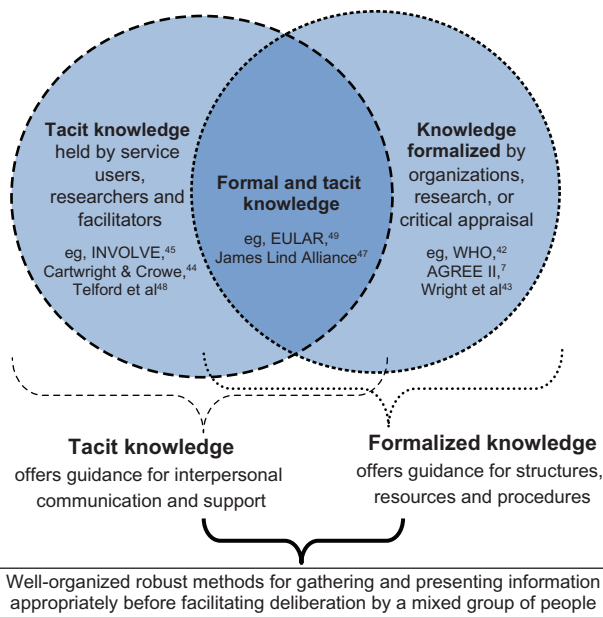 Tacit knowledge
held by service
users,
researchers and
facilitators
eg, INVOLVE,⁴⁵
Cartwright & Crowe,⁴⁴
Telford et al⁴⁸
Formal and tacit
knowledge
eg, EULAR,⁴⁹
James Lind Alliance⁴⁷
Knowledge
formalized by
organizations,
research, or
critical appraisal
eg, WHO,⁴²
AGREE II,⁷
Wright et al⁴³
Tacit knowledge
offers guidance for interpersonal
communication and support
Formalized knowledge
offers guidance for structures,
resources and procedures
Well-organized robust methods for gathering and presenting information
appropriately before facilitating deliberation by a mixed group of people